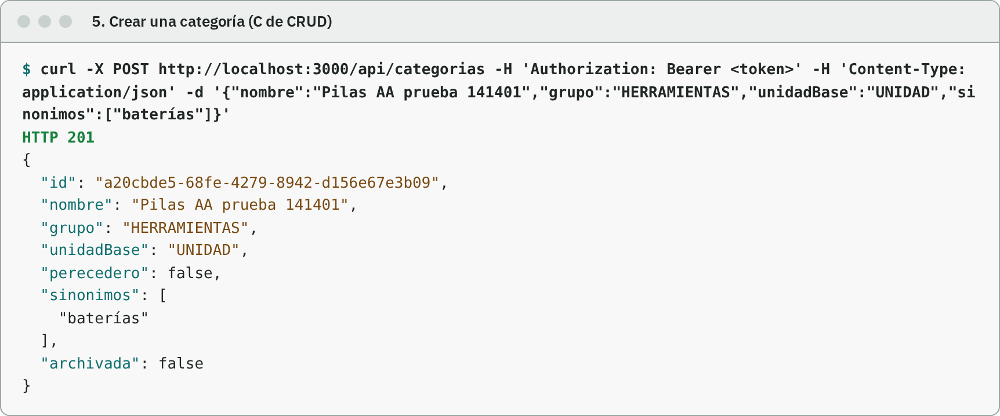 5. Crear una categoría (C de CRUD)
$ curl -X POST http://localhost:3000/api/categorias -H 'Authorization: Bearer <token>' -H 'Content-Type:
application/json' -d '{"nombre":"Pilas AA prueba 141401","grupo":"HERRAMIENTAS","unidadBase":"UNIDAD","si
nonimos":["baterías"]}'
HTTP 201
{
  "id": "a20cbde5-68fe-4279-8942-d156e67e3b09",
  "nombre": "Pilas AA prueba 141401",
  "grupo": "HERRAMIENTAS",
  "unidadBase": "UNIDAD",
  "perecedero": false,
  "sinonimos": [
    "baterías"
  ],
  "archivada": false
}